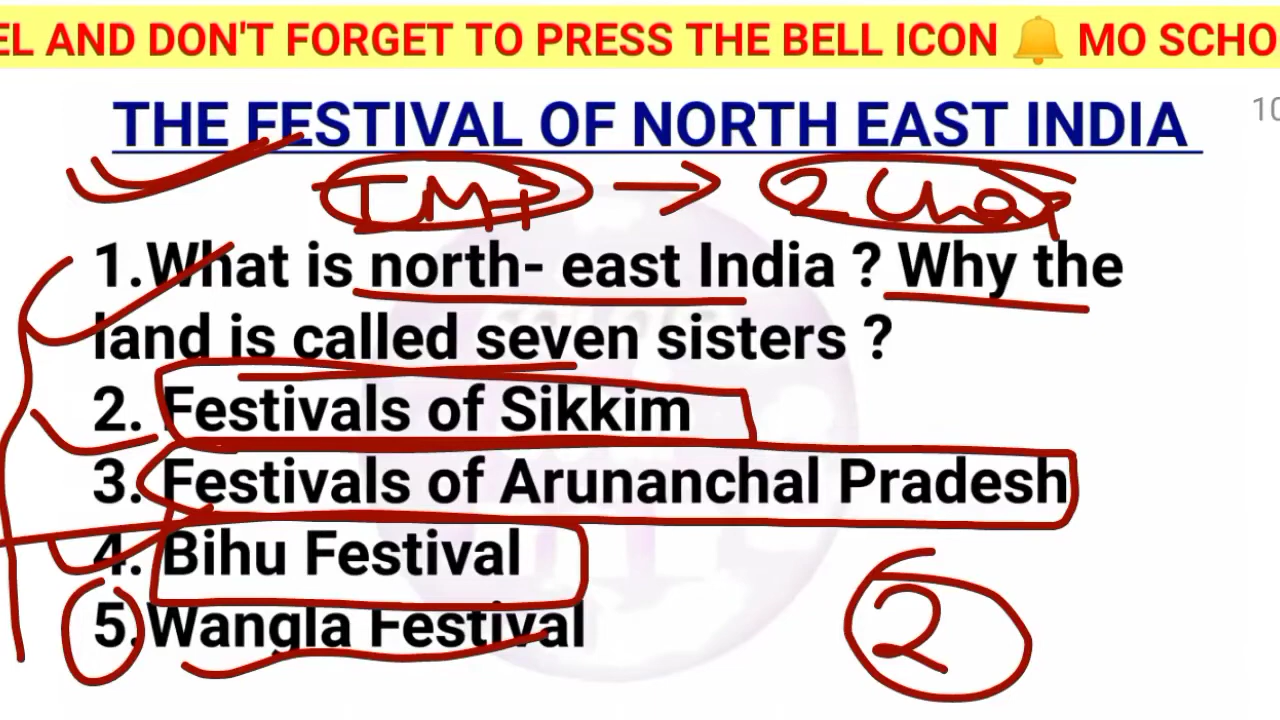 EL AND DON'T FORGET TO PRESS THE BELL ICON 🔔 MO SCHO
THE FESTIVAL OF NORTH EAST INDIA
10
IMP → 2 Chap
1.What is north- east India ? Why the
land is called seven sisters ?
2. Festivals of Sikkim
3. Festivals of Arunanchal Pradesh
4. Bihu Festival
5.Wangla Festival
2